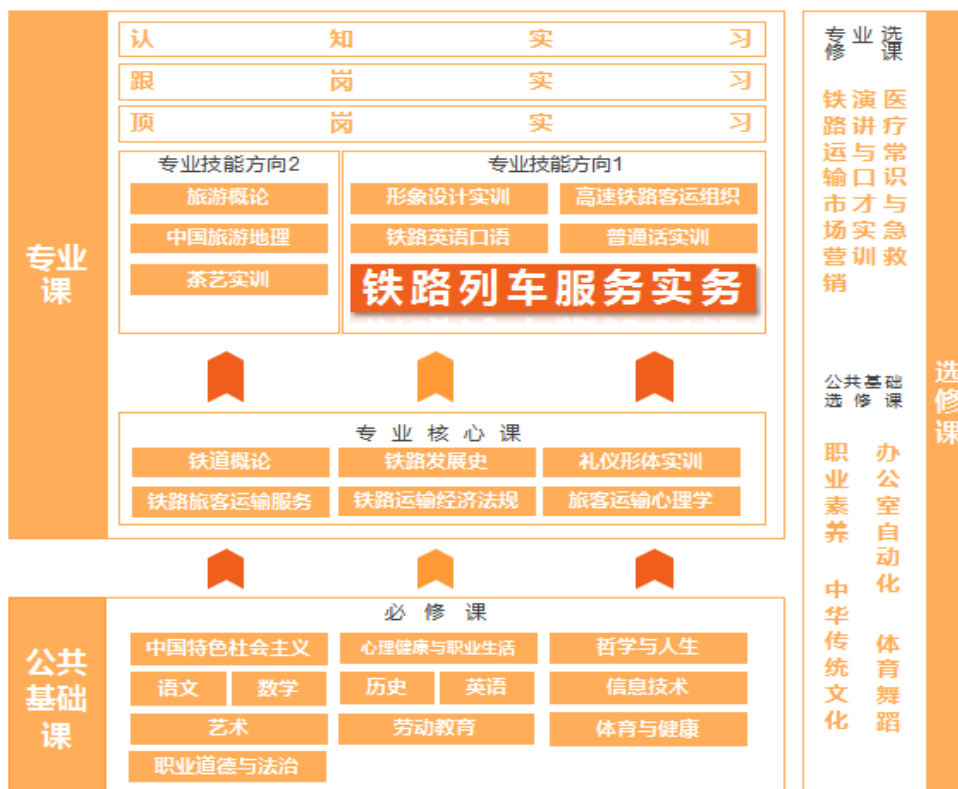 专业课
认知实习
跟岗实习
顶岗实习
专业技能方向2
旅游概论
中国旅游地理
茶艺实训
专业技能方向1
形象设计实训
高速铁路客运组织
铁路英语口语
普通话实训
铁路列车服务实务
专业核心课
铁道概论
铁路发展史
礼仪形体实训
铁路旅客运输服务
铁路运输经济法规
旅客运输心理学
公共基础课
必修课
中国特色社会主义
心理健康与职业生活
哲学与人生
语文
数学
历史
英语
信息技术
艺术
劳动教育
体育与健康
职业道德与法治
选修课
专业选修课
铁路运输市场营销
演讲与口才实训
医疗常识与急救
公共基础选修课
职业素养
办公室自动化
中华传统文化
体育舞蹈